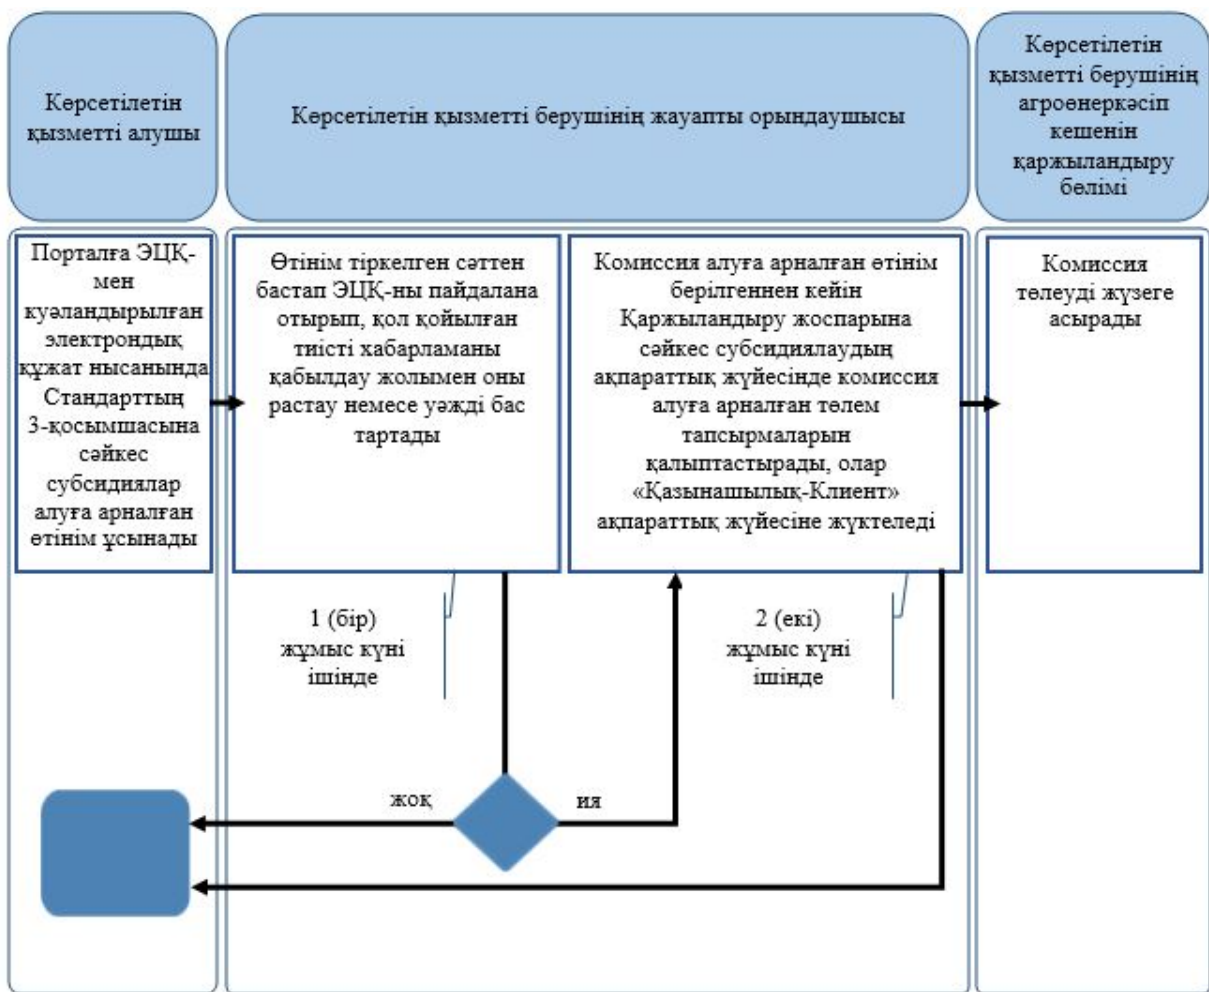 Көрсетілетін
қызметті алушы
Көрсетілетін қызметті берушінің жауапты орындаушысы
Көрсетілетін
қызметті берушінің
агроөнеркәсіп
кешенін
қаржыландыру
бөлімі
Порталға ЭЦҚ-
мен
куәландырылған
электрондық
құжат нысанында
Стандарттың
3-қосымшасына
сәйкес
субсидиялар
алуға арналған
өтінім ұсынады
Өтінім тіркелген сәттен
бастап ЭЦҚ-ны пайдалана
отырып, қол қойылған
тиісті хабарламаны
қабылдау жолымен оны
растау немесе уәжді бас
тартады
Комиссия алуға арналған өтінім
берілгеннен кейін
Қаржыландыру жоспарына
сәйкес субсидиялаудың
ақпараттық жүйесінде комиссия
алуға арналған төлем
тапсырмаларын
қалыптастырады, олар
«Қазынашылық-Клиент»
ақпараттық жүйесіне жүктеледі
Комиссия
төлеуді жүзеге
асырады
1 (бір)
жұмыс күні
ішінде
2 (екі)
жұмыс күні
ішінде
жоқ
ия